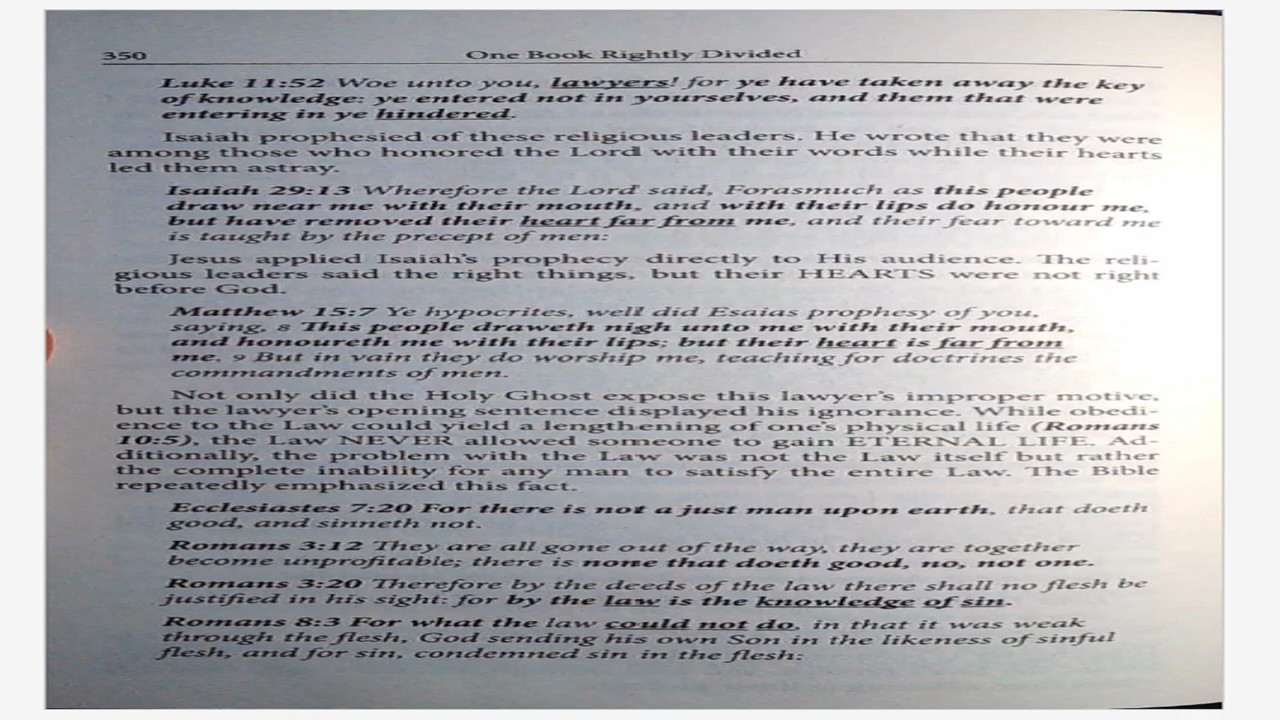 350
One Book Rightly Divided
Luke 11:52 Woe unto you, lawyers! for ye have taken away the key
of knowledge: ye entered not in yourselves, and them that were
entering in ye hindered.
Isaiah prophesied of these religious leaders. He wrote that they were
among those who honored the Lord with their words while their hearts
led them astray.
Isaiah 29:13 Wherefore the Lord said, Forasmuch as this people
draw near me with their mouth, and with their lips do honour me,
but have removed their heart far from me, and their fear toward me
is taught by the precept of men:
Jesus applied Isaiah's prophecy directly to His audience. The reli-
gious leaders said the right things, but their HEARTS were not right
before God.
Matthew 15:7 Ye hypocrites, well did Esaias prophesy of you,
saying, 8 This people draweth nigh unto me with their mouth,
and honoureth me with their lips; but their heart is far from
me. 9 But in vain they do worship me, teaching for doctrines the
commandments of men.
Not only did the Holy Ghost expose this lawyer's improper motive,
but the lawyer's opening sentence displayed his ignorance. While obedi-
ence to the Law could yield a lengthening of one's physical life (Romans
10:5), the Law NEVER allowed someone to gain ETERNAL LIFE. Ad-
ditionally, the problem with the Law was not the Law itself but rather
the complete inability for any man to satisfy the entire Law. The Bible
repeatedly emphasized this fact.
Ecclesiastes 7:20 For there is not a just man upon earth, that doeth
good, and sinneth not.
Romans 3:12 They are all gone out of the way, they are together
become unprofitable; there is none that doeth good, no, not one.
Romans 3:20 Therefore by the deeds of the law there shall no flesh be
justified in his sight: for by the law is the knowledge of sin.
Romans 8:3 For what the law could not do, in that it was weak
through the flesh, God sending his own Son in the likeness of sinful
flesh, and for sin, condemned sin in the flesh: